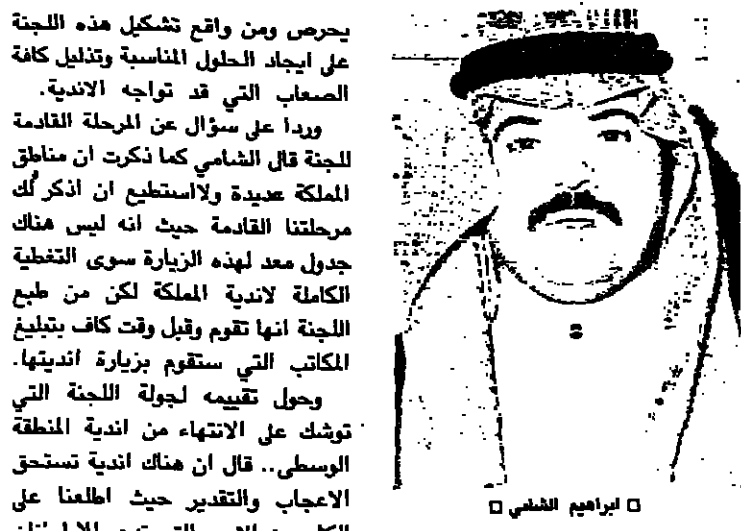 يحرص ومن واقع تشكيل هذه اللجنة
على ايجاد الحلول المناسبة وتذليل كافة
الصعاب التي قد تواجه الاندية.
وردا على سؤال عن المرحلة القادمة
للجنة قال الشامي كما ذكرت ان مناطق
المملكة عديدة ولااستطيع ان اذكر لك
مرحلتنا القادمة حيث انه ليس هناك
جدول معد لهذه الزيارة سوى التغطية
الكاملة لاندية المملكة لكن من طبع
اللجنة انها تقوم وقبل وقت كاف بتبليغ
المكاتب التي ستقوم بزيارة انديتها.
وحول تقييمه لجولة اللجنة التي
توشك على الانتهاء من اندية المنطقة
الوسطى.. قال ان هناك اندية تستحق
الاعجاب والتقدير حيث اطلعنا على
□ ابراهيم الشامي □